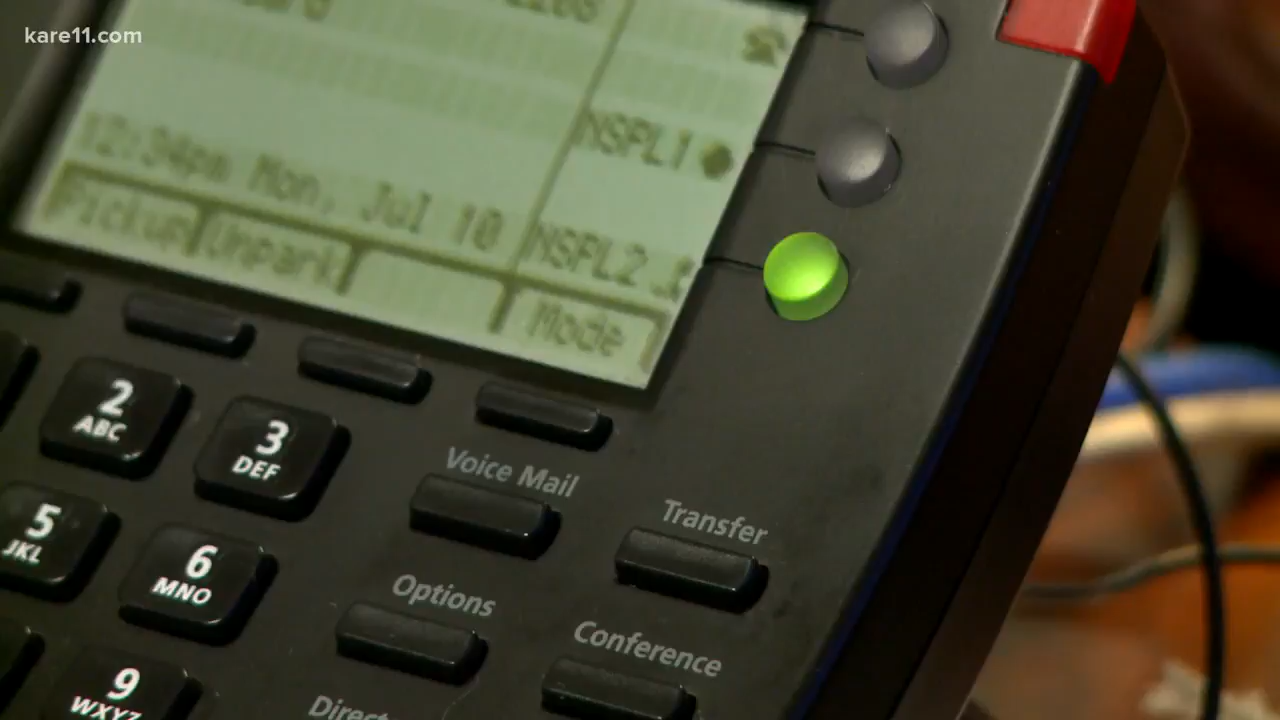 kare11.com
NSPL1
12:34pm Mon, Jul 10
NSPL2
Pickup Unpark Mode
2
ABC
3
DEF
Voice Mail
Transfer
5
JKL
6
MNO
Options
Conference
9
WXYZ